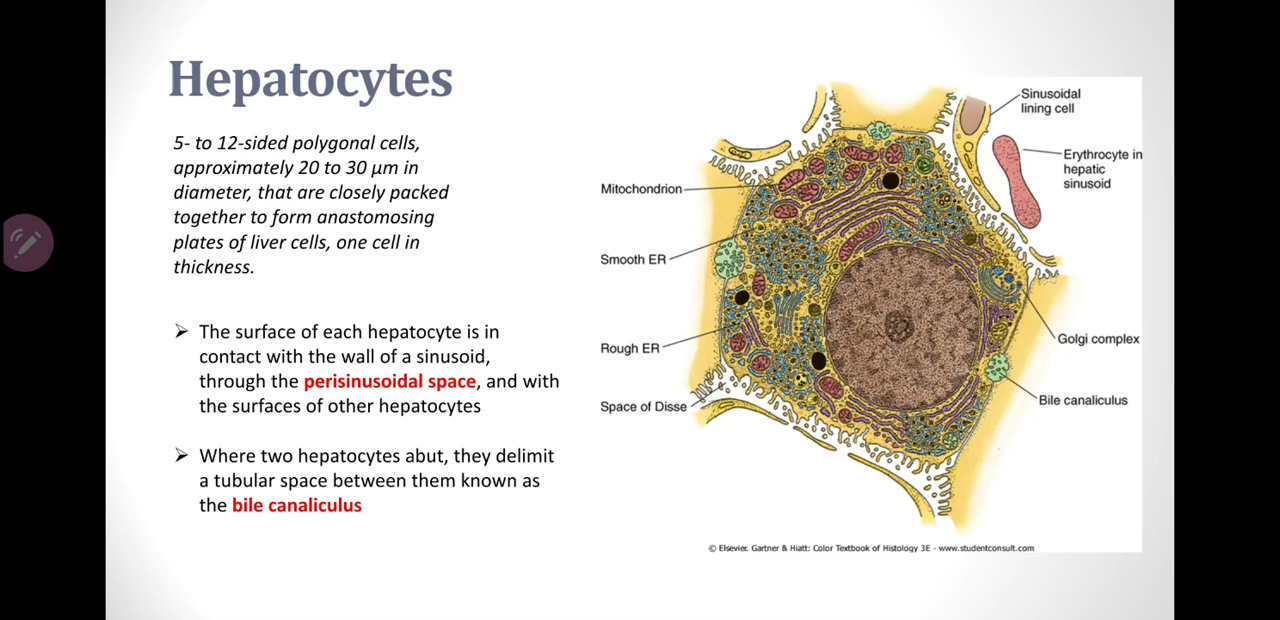 Hepatocytes
5- to 12-sided polygonal cells,
approximately 20 to 30 µm in
diameter, that are closely packed
together to form anastomosing
plates of liver cells, one cell in
thickness.
➢ The surface of each hepatocyte is in
contact with the wall of a sinusoid,
through the perisinusoidal space, and with
the surfaces of other hepatocytes
➢ Where two hepatocytes abut, they delimit
a tubular space between them known as
the bile canaliculus
Sinusoidal
lining cell
Erythrocyte in
hepatic
sinusoid
Mitochondrion
Smooth ER
Rough ER
Golgi complex
Space of Disse
Bile canaliculus
© Elsevier. Gartner & Hiatt: Color Textbook of Histology 3E - www.studentconsult.com